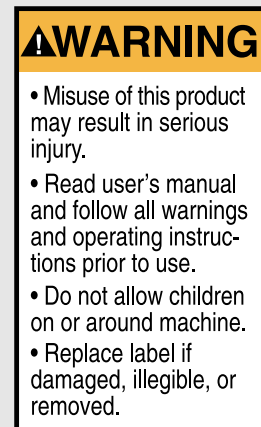 WARNING
• Misuse of this product
may result in serious
injury.
• Read user's manual
and follow all warnings
and operating instruc-
tions prior to use.
• Do not allow children
on or around machine.
• Replace label if
damaged, illegible, or
removed.